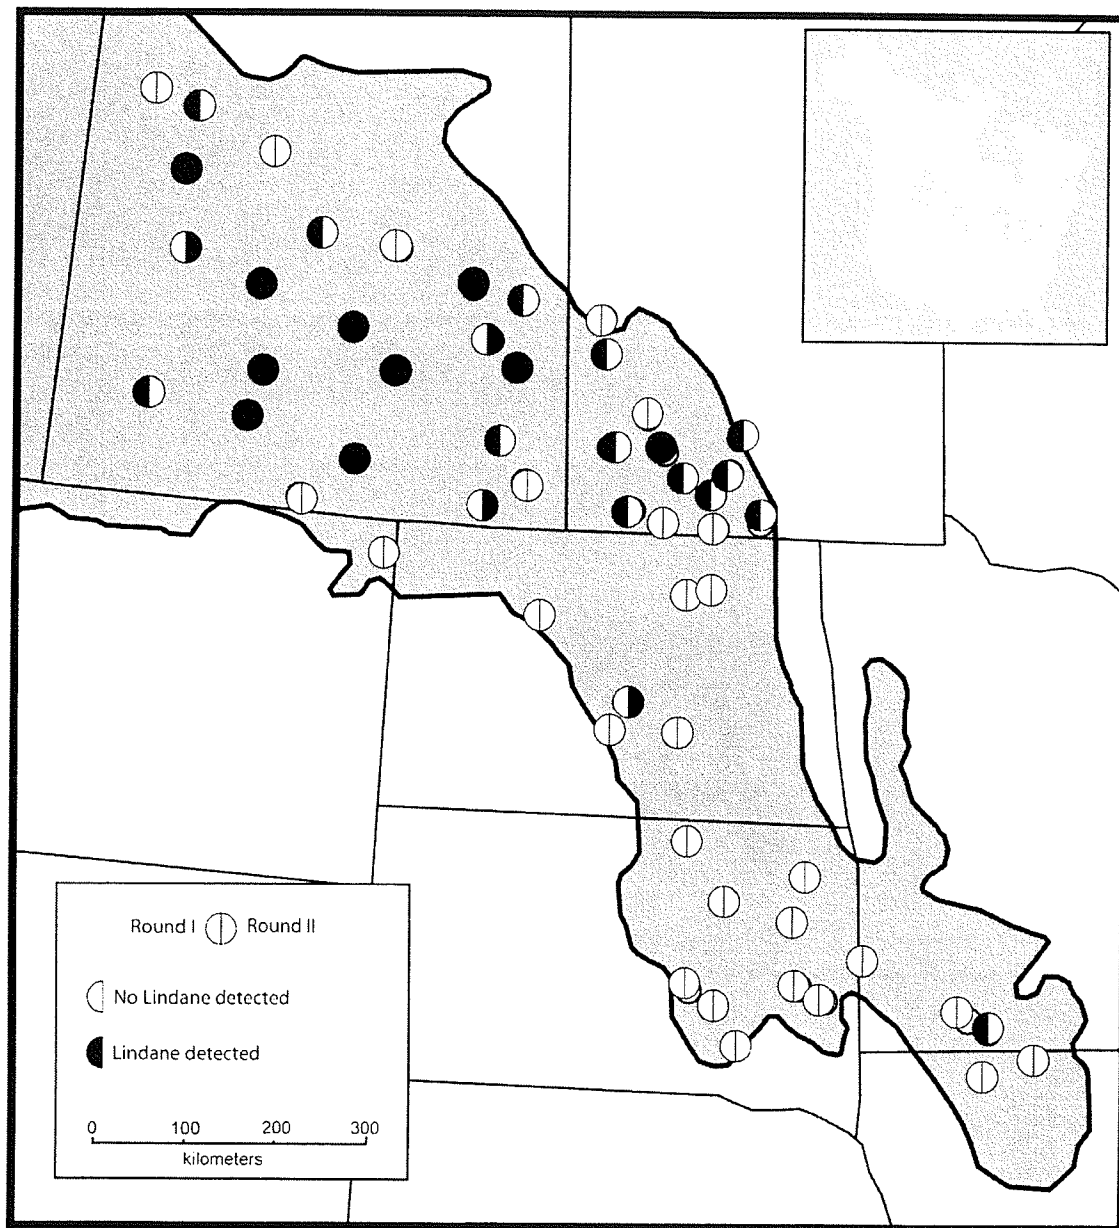 Round I Round II
No Lindane detected
Lindane detected
0 100 200 300
kilometers